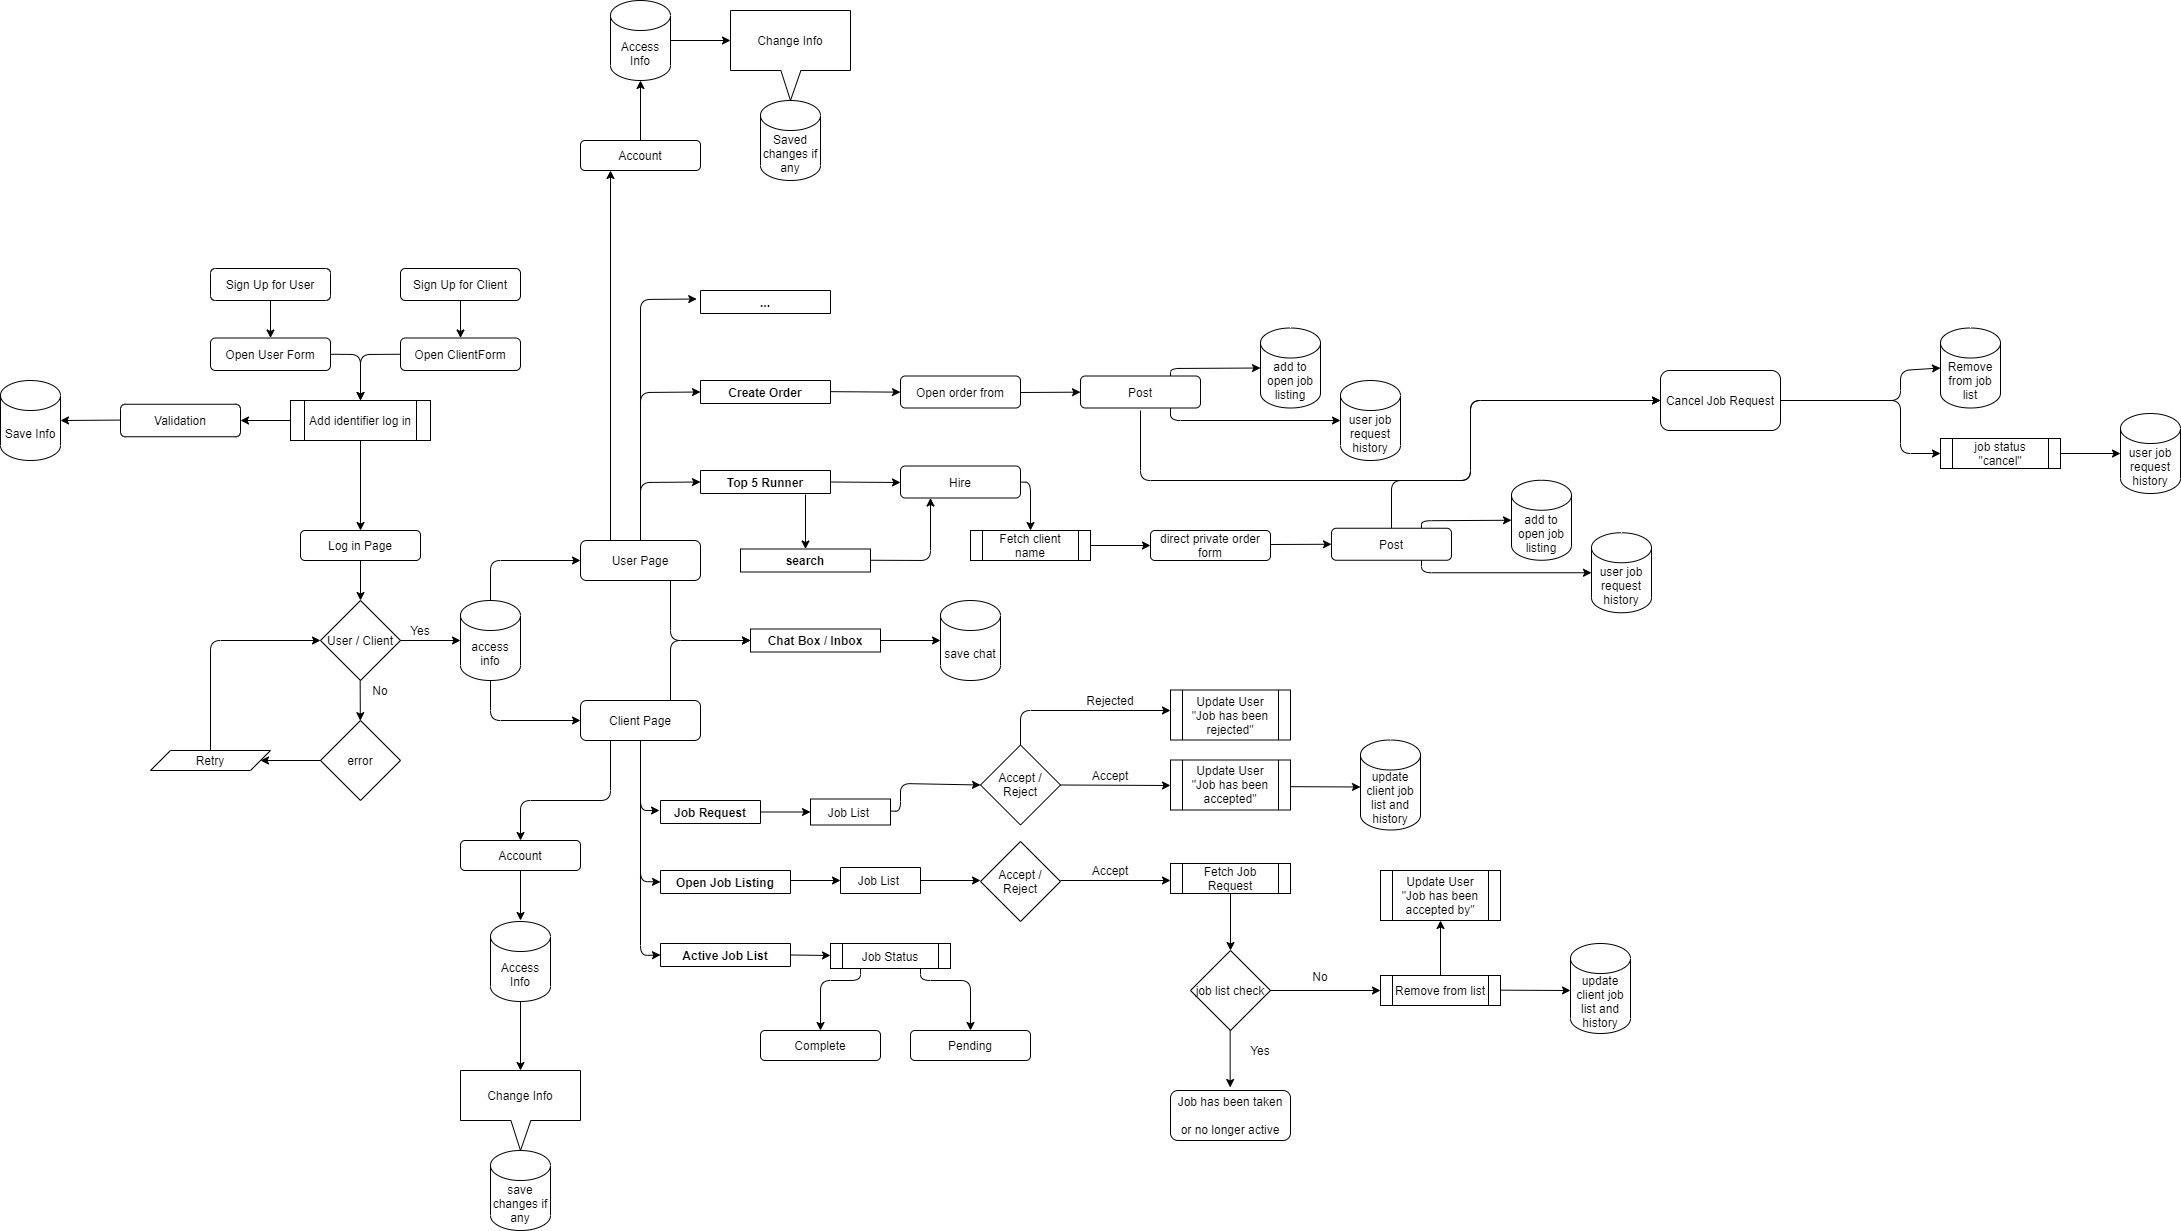 Access
Info
Change Info
Saved
changes if
any
Account
Sign Up for User
Sign Up for Client
...
Open User Form
Open ClientForm
Create Order
Open order from
Post
add to
open job
listing
user job
request
history
Cancel Job Request
Remove
from job
list
job status
"cancel"
user job
request
history
Save Info
Validation
Add identifier log in
Top 5 Runner
Hire
search
Fetch client
name
direct private order
form
Post
add to
open job
listing
user job
request
history
Log in Page
User Page
User / Client
Yes
access
info
Chat Box / Inbox
save chat
No
Client Page
Retry
error
Rejected
Update User
"Job has been
rejected"
Accept /
Reject
Accept
Update User
"Job has been
accepted"
update
client job
list and
history
Job Request
Job List
Account
Open Job Listing
Job List
Accept /
Reject
Accept
Fetch Job
Request
Update User
"Job has been
accepted by"
Active Job List
Job Status
Access
Info
job list check
No
Remove from list
update
client job
list and
history
Complete
Pending
Yes
Change Info
Job has been taken
or no longer active
save
changes if
any